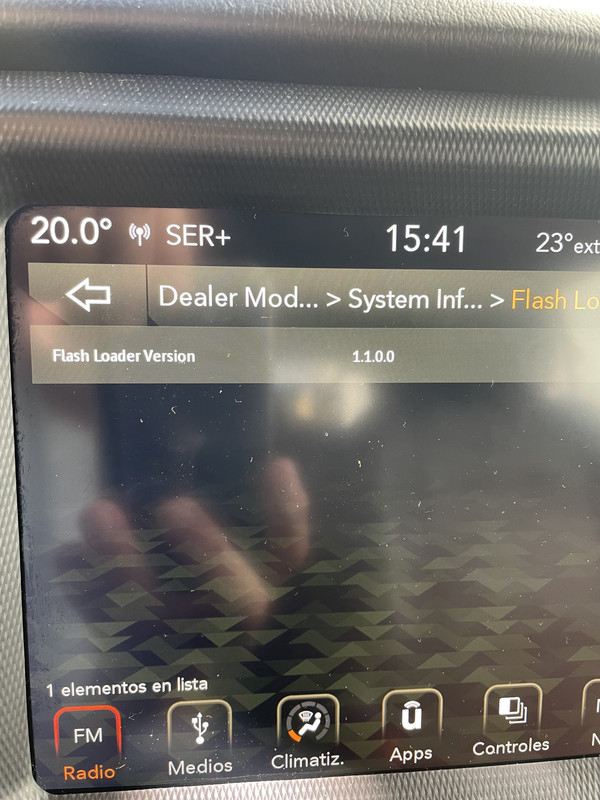 20.0° SER+ 15:41 23°ext
Dealer Mod... > System Inf... > Flash Lo
Flash Loader Version 1.1.0.0
1 elementos en lista
FM
Radio Medios Climatiz. Apps Controles